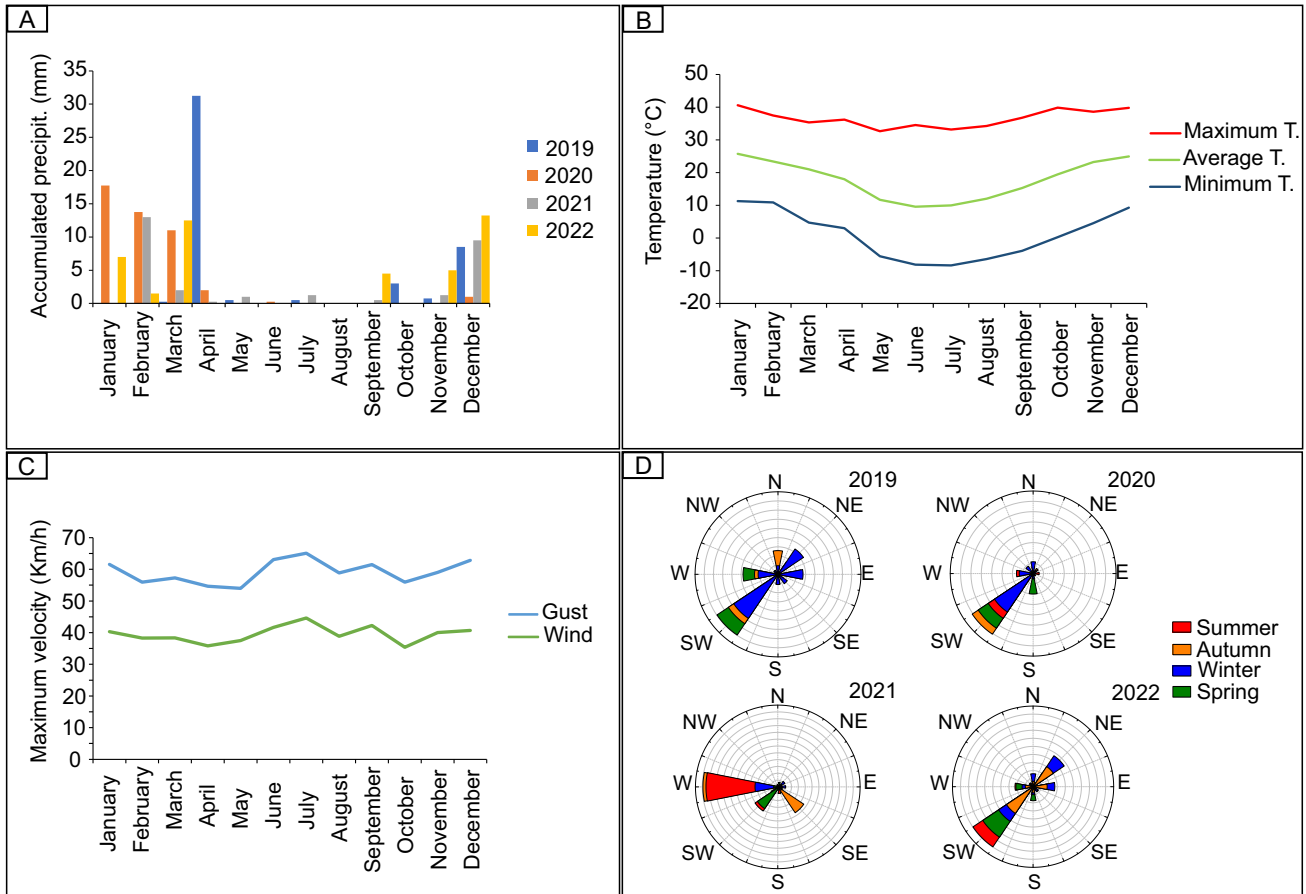 A
Accumulated precipit. (mm)
35
30
25
20
15
10
5
0
January
February
March
April
May
June
July
August
September
October
November
December
2019
2020
2021
2022
B
Temperature (°C)
50
40
30
20
10
0
-10
-20
January
February
March
April
May
June
July
August
September
October
November
December
Maximum T.
Average T.
Minimum T.
C
Maximum velocity (Km/h)
70
60
50
40
30
20
10
0
January
February
March
April
May
June
July
August
September
October
November
December
Gust
Wind
D
2019
N
NW
NE
W
E
SW
SE
S
2020
N
NW
NE
W
E
SW
SE
S
2021
N
NW
NE
W
E
SW
SE
S
2022
N
NW
NE
W
E
SW
SE
S
Summer
Autumn
Winter
Spring